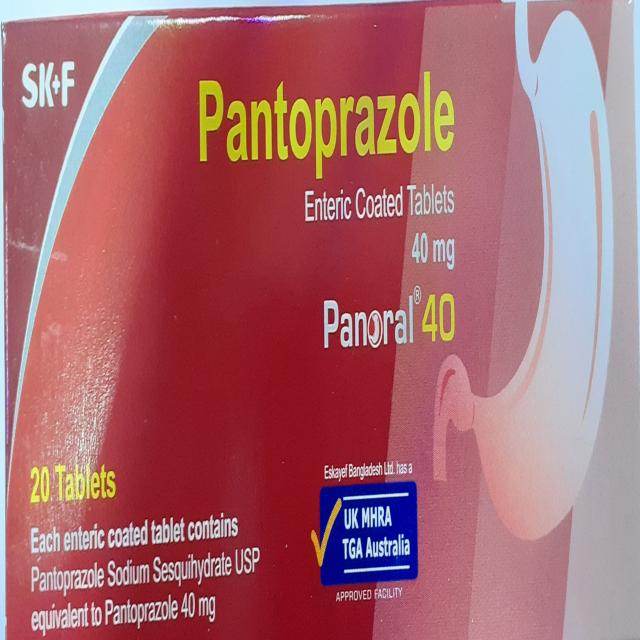 SK+F
Pantoprazole
Enteric Coated Tablets
40 mg
Panoral® 40
20 Tablets
Each enteric coated tablet contains
Pantoprazole Sodium Sesquihydrate USP
equivalent to Pantoprazole 40 mg
Eskayef Bangladesh Ltd. has a
UK MHRA
TGA Australia
APPROVED FACILITY